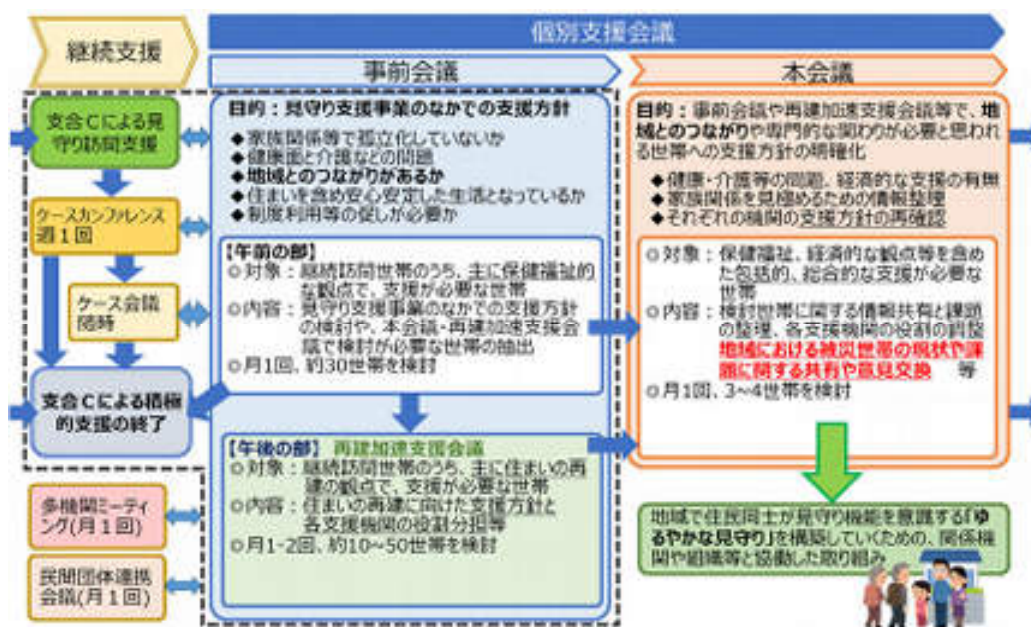 継続支援
個別支援会議
事前会議
本会議
支合Cによる見
守り訪問支援
ケースカンファレンス
週1回
ケース会議
随時
支合Cによる積極
的支援の終了
多機関ミーティ
ング(月1回)
民間団体連携
会議(月1回)
目的：見守り支援事業のなかでの支援方針
◆家族関係等で孤立化していないか
◆健康面と介護などの問題
◆地域とのつながりがあるか
◆住まいを含め安心安定した生活となっているか
◆制度利用等の促しが必要か
【午前の部】
◎対象：継続訪問世帯のうち、主に保健福祉的
な観点で、支援が必要な世帯
◎内容：見守り支援事業のなかでの支援方針
の検討や、本会議・再建加速支援会
議で検討が必要な世帯の抽出
◎月1回、約30世帯を検討
【午後の部】再建加速支援会議
◎対象：継続訪問世帯のうち、主に住まいの再
建の観点で、支援が必要な世帯
◎内容：住まいの再建に向けた支援方針と
各支援機関の役割分担等
◎月1-2回、約10～50世帯を検討
目的：事前会議や再建加速支援会議等で、地
域とのつながりや専門的な関わりが必要と思われ
る世帯への支援方針の明確化
◆健康・介護等の問題、経済的な支援の有無
◆家族関係を見極めるための情報整理
◆それぞれの機関の支援方針の再確認
◎対象：保健福祉、経済的な観点等を含め
た包括的、総合的な支援が必要な
世帯
◎内容：検討世帯に関する情報共有と課題
の整理、各支援機関の役割の調整
地域における被災世帯の現状や課
題に関する共有や意見交換　等
◎月1回、3～4世帯を検討
地域で住民同士が見守り機能を意識する「ゆ
るやかな見守り」を構築していくための、関係機
関や組織等と協働した取り組み